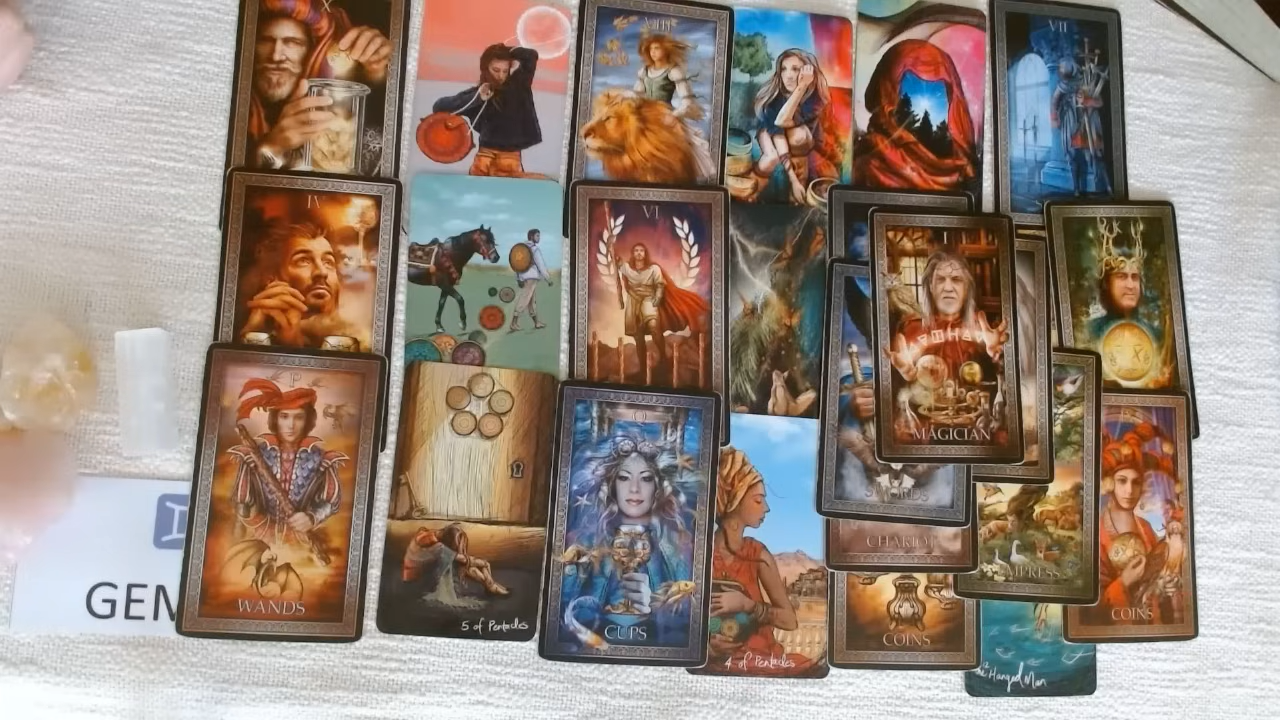 VIII
VII
IV
VI
I
MAGICIAN
P
Q
SWORDS
CHARIOT
MPRESS
GEM
WANDS
5 of Pentacles
CUPS
4 of Pentacles
COINS
COINS
The Hanged Man